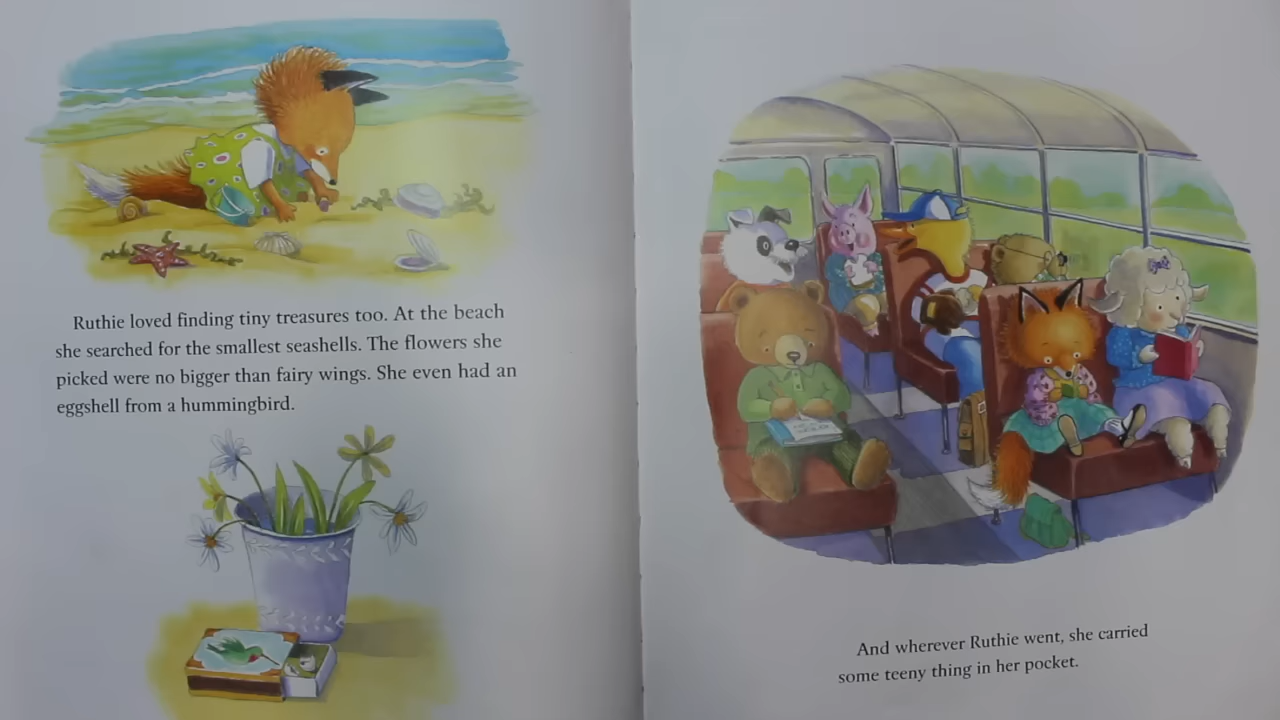 Ruthie loved finding tiny treasures too. At the beach
she searched for the smallest seashells. The flowers she
picked were no bigger than fairy wings. She even had an
eggshell from a hummingbird.
And wherever Ruthie went, she carried
some teeny thing in her pocket.